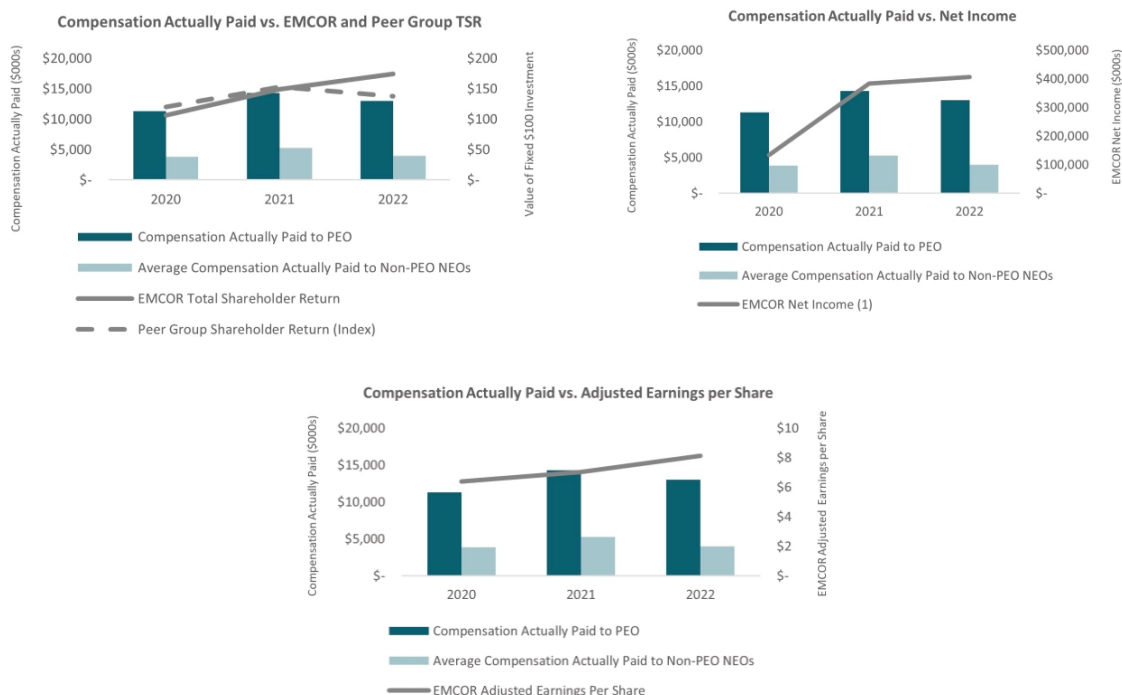 Compensation Actually Paid vs. EMCOR and Peer Group TSR
Compensation Actually Paid ($000s)
$20,000
$15,000
$10,000
$5,000
$-
$200
$150
$100
$50
$-
Value of Fixed $100 Investment
2020
2021
2022
Compensation Actually Paid to PEO
Average Compensation Actually Paid to Non-PEO NEOs
EMCOR Total Shareholder Return
Peer Group Shareholder Return (Index)
Compensation Actually Paid vs. Net Income
Compensation Actually Paid ($000s)
$20,000
$15,000
$10,000
$5,000
$-
$500,000
$400,000
$300,000
$200,000
$100,000
$-
EMCOR Net Income ($000s)
2020
2021
2022
Compensation Actually Paid to PEO
Average Compensation Actually Paid to Non-PEO NEOs
EMCOR Net Income (1)
Compensation Actually Paid vs. Adjusted Earnings per Share
Compensation Actually Paid ($000s)
$20,000
$15,000
$10,000
$5,000
$-
$10
$8
$6
$4
$2
$-
EMCOR Adjusted Earnings per Share
2020
2021
2022
Compensation Actually Paid to PEO
Average Compensation Actually Paid to Non-PEO NEOs
EMCOR Adjusted Earnings Per Share